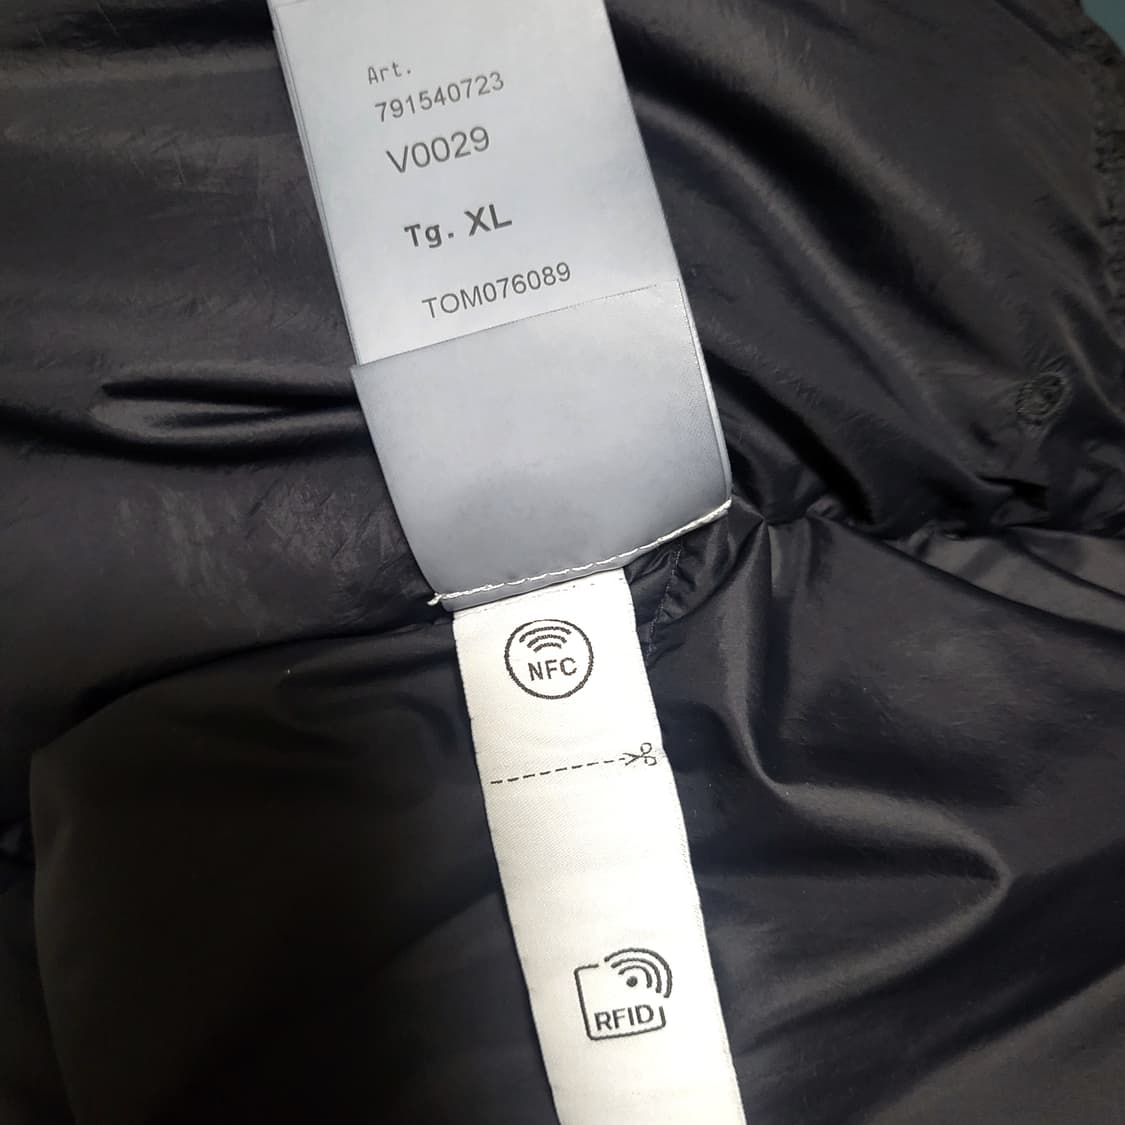 Art.
791540723
V0029
Tg. XL
TOM076089
NFC
RFID